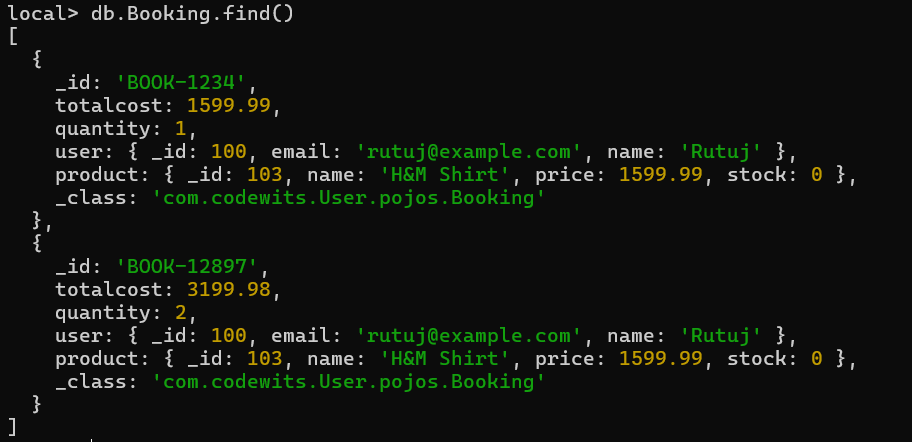 local> db.Booking.find()
[
  {
    _id: 'BOOK-1234',
    totalcost: 1599.99,
    quantity: 1,
    user: { _id: 100, email: 'rutuj@example.com', name: 'Rutuj' },
    product: { _id: 103, name: 'H&M Shirt', price: 1599.99, stock: 0 },
    _class: 'com.codewits.User.pojos.Booking'
  },
  {
    _id: 'BOOK-12897',
    totalcost: 3199.98,
    quantity: 2,
    user: { _id: 100, email: 'rutuj@example.com', name: 'Rutuj' },
    product: { _id: 103, name: 'H&M Shirt', price: 1599.99, stock: 0 },
    _class: 'com.codewits.User.pojos.Booking'
  }
]